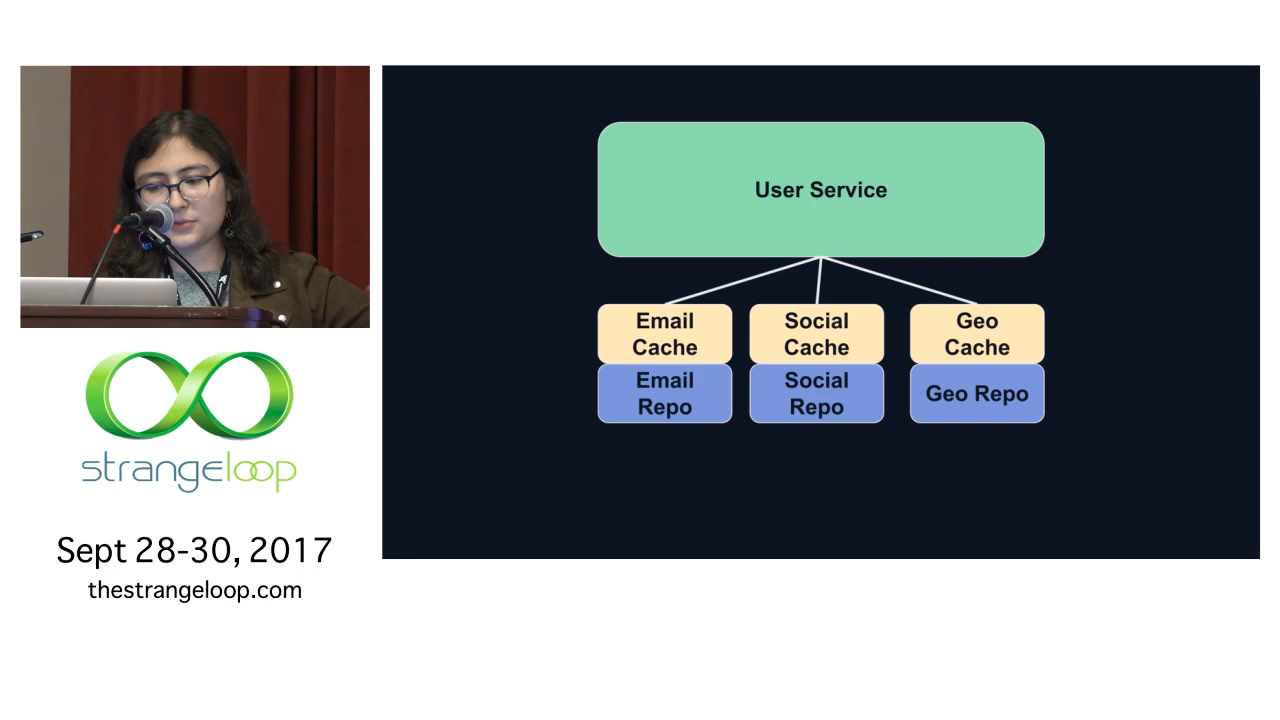 User Service
Email
Cache
Social
Cache
Geo
Cache
Email
Repo
Social
Repo
Geo Repo
strangeloop
Sept 28-30, 2017
thestrangeloop.com